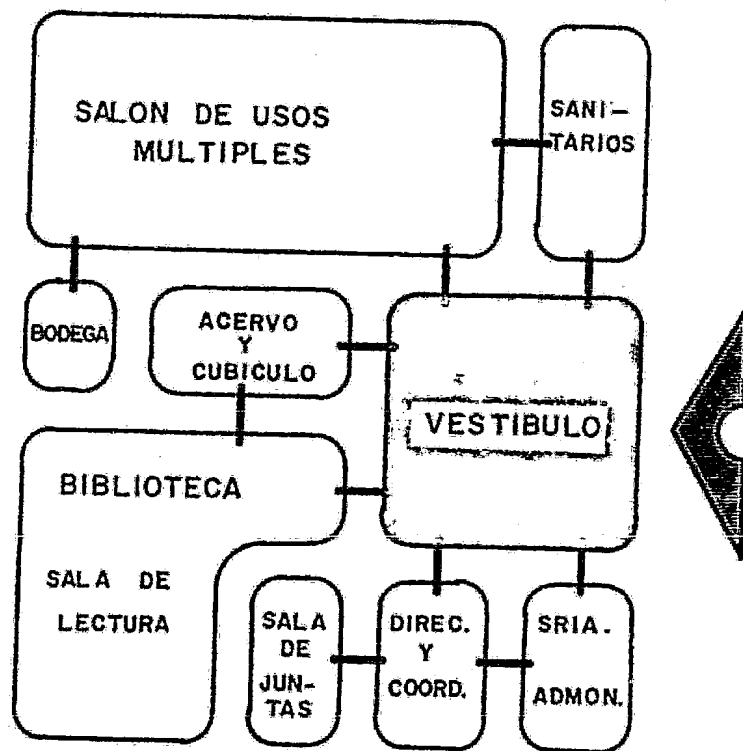 SALON DE USOS
MULTIPLES
SANI-
TARIOS
BODEGA
ACERVO
Y
CUBICULO
VESTIBULO
BIBLIOTECA
SALA DE
LECTURA
SALA
DE
JUN-
TAS
DIREC.
Y
COORD.
SRIA.
ADMON.